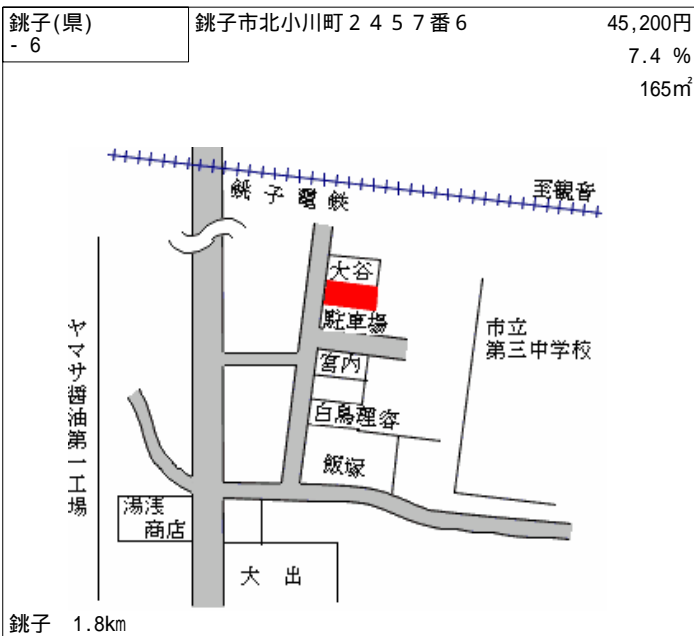 銚子(県)
- 6
銚子市北小川町２４５７番６
45,200円
7.4 %
165㎡
銚子電鉄
至観音
大谷
駐車場
市立
第三中学校
宮内
白鳥理容
飯塚
ヤマサ醤油第一工場
湯浅
商店
大 出
銚子 1.8km